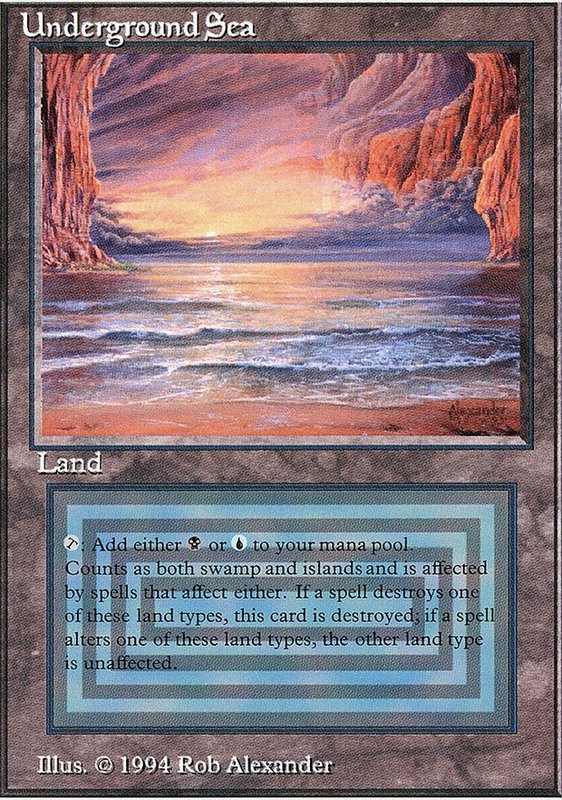 Underground Sea
Alexander
Land
: Add either or to your mana pool.
Counts as both swamp and islands and is affected
by spells that affect either. If a spell destroys one
of these land types, this card is destroyed; if a spell
alters one of these land types, the other land type
is unaffected.
Illus. © 1994 Rob Alexander